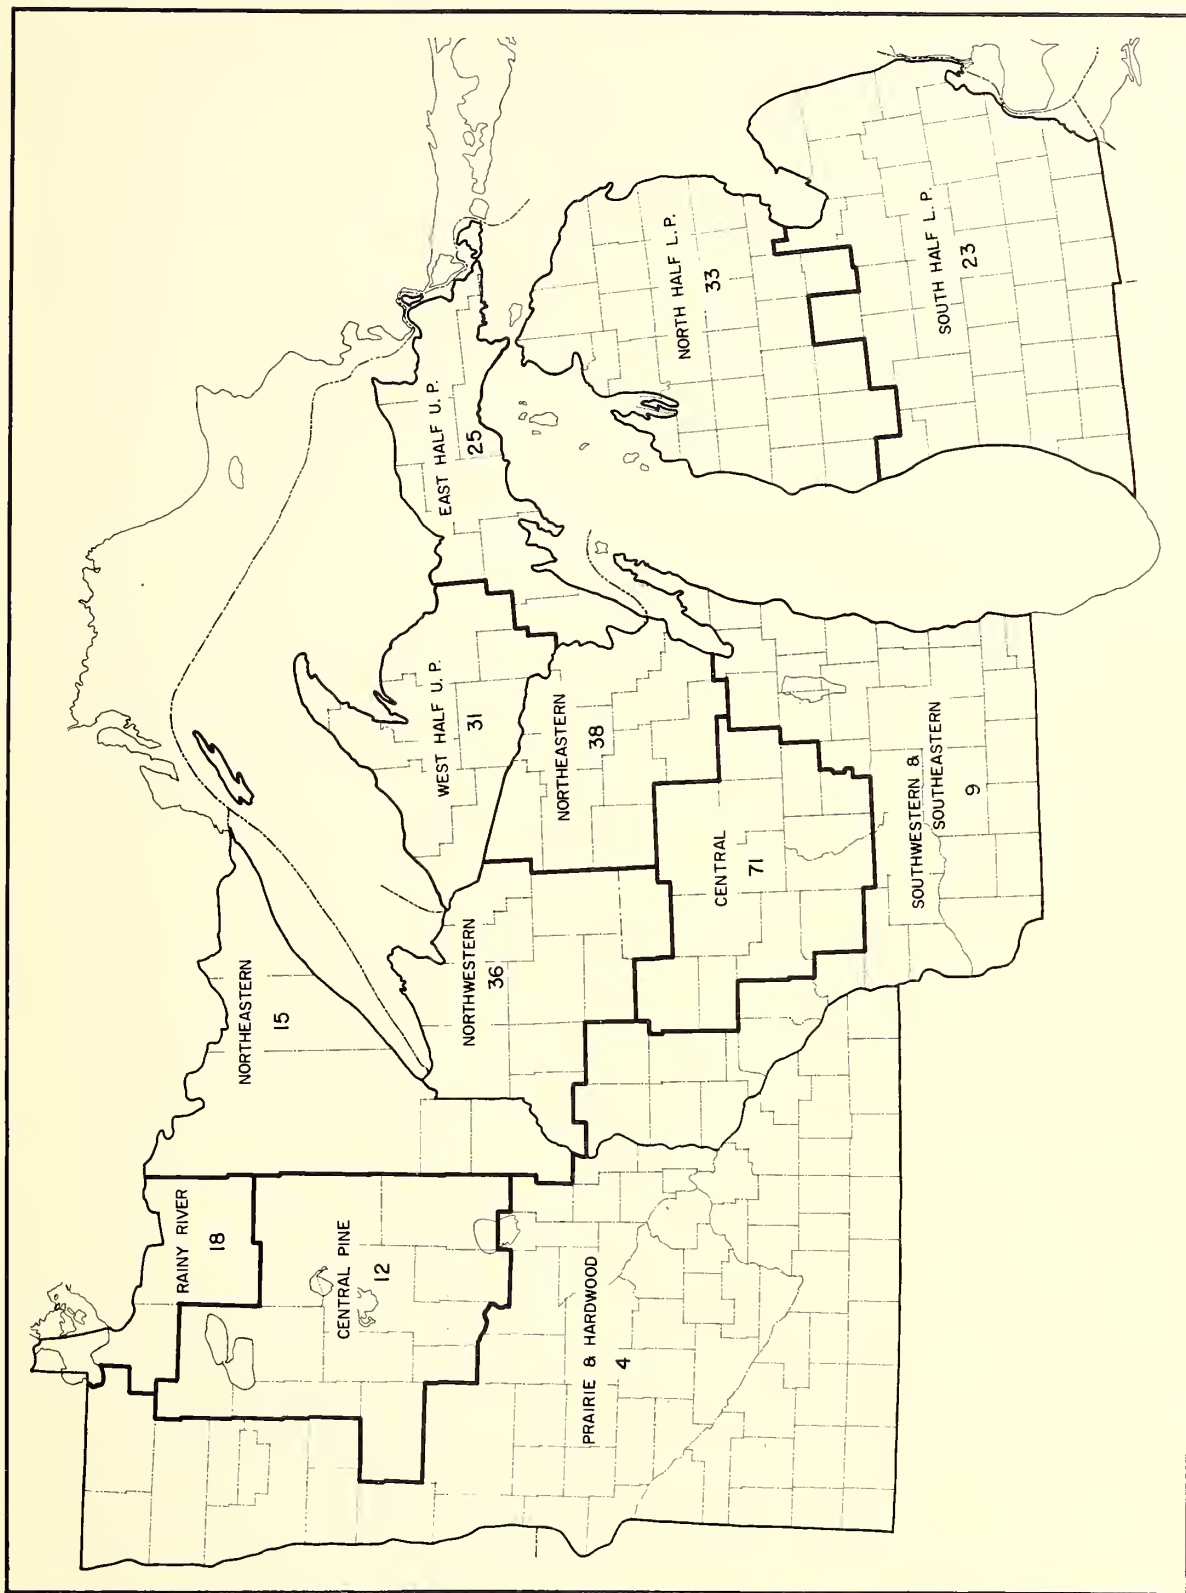 RAINY RIVER
18
NORTHEASTERN
15
CENTRAL PINE
12
PRAIRIE & HARDWOOD
4
NORTHWESTERN
36
NORTHEASTERN
38
CENTRAL
71
SOUTHWESTERN &
SOUTHEASTERN
9
WEST HALF U.P.
31
EAST HALF U.P.
25
NORTH HALF L.P.
33
SOUTH HALF L.P.
23